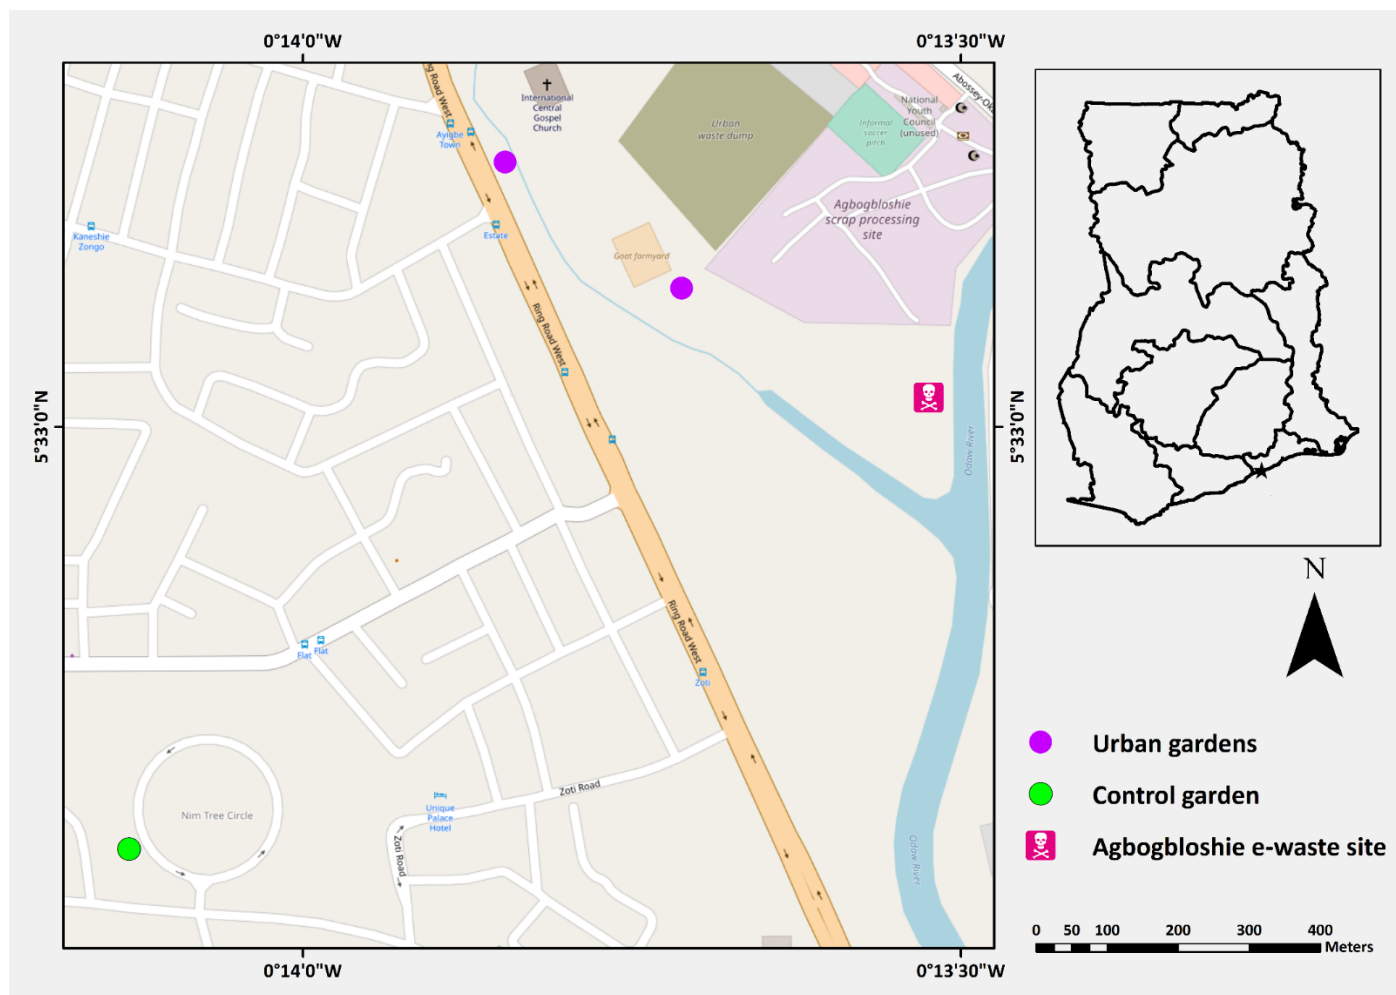 0°14'0"W
0°13'30"W
ng Road West
Ayigbe
Town
International
Central
Gospel
Church
Urban
waste dump
Informal
soccer
pitch
National
Youth
Council
(unused)
Abossey-Ok
Kaneshie
Zongo
Estate
Agbogbloshie
scrap processing
site
Goat farmyard
Ring Road West
5°33'0"N
5°33'0"N
Odaw River
Flat
Flat
Ring Road West
Zoti
Nim Tree Circle
Unique
Palace
Hotel
Zoti Road
Zoti Road
Odaw River
0°14'0"W
0°13'30"W
N
Urban gardens
Control garden
Agbogbloshie e-waste site
0 50 100 200 300 400
Meters